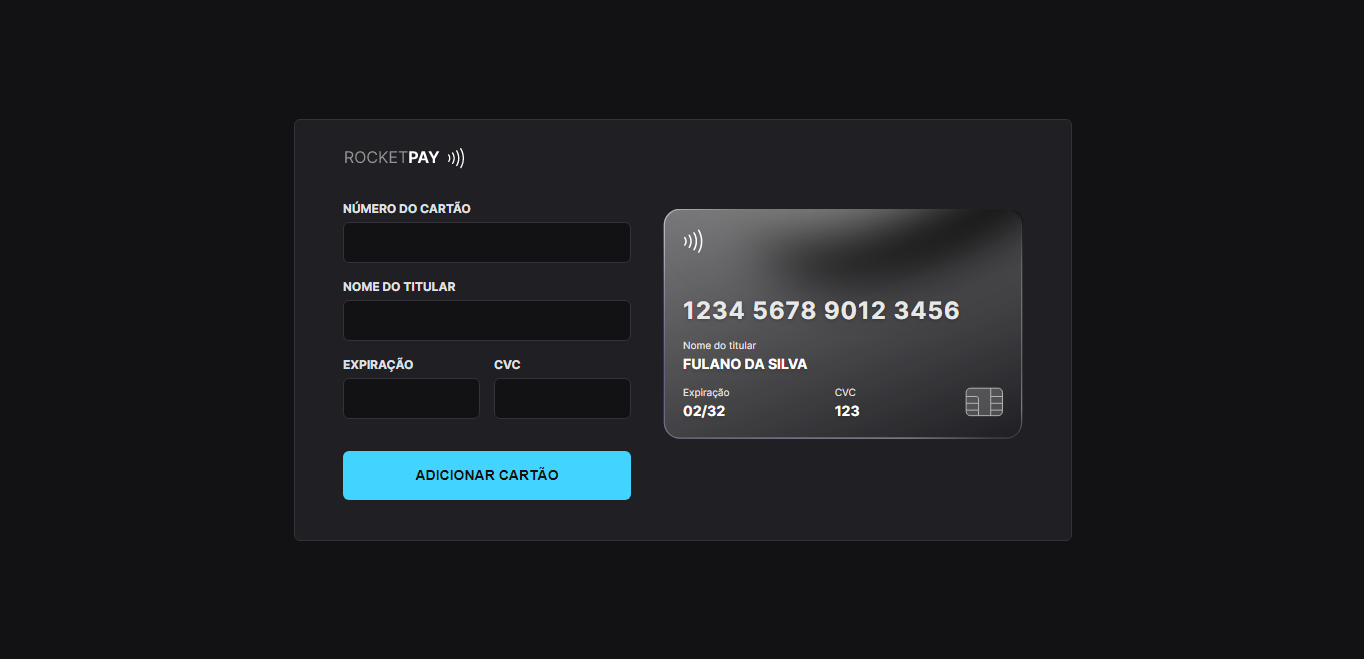 ROCKETPAY
NÚMERO DO CARTÃO
NOME DO TITULAR
EXPIRAÇÃO CVC
ADICIONAR CARTÃO
1234 5678 9012 3456
Nome do titular
FULANO DA SILVA
Expiração CVC
02/32 123